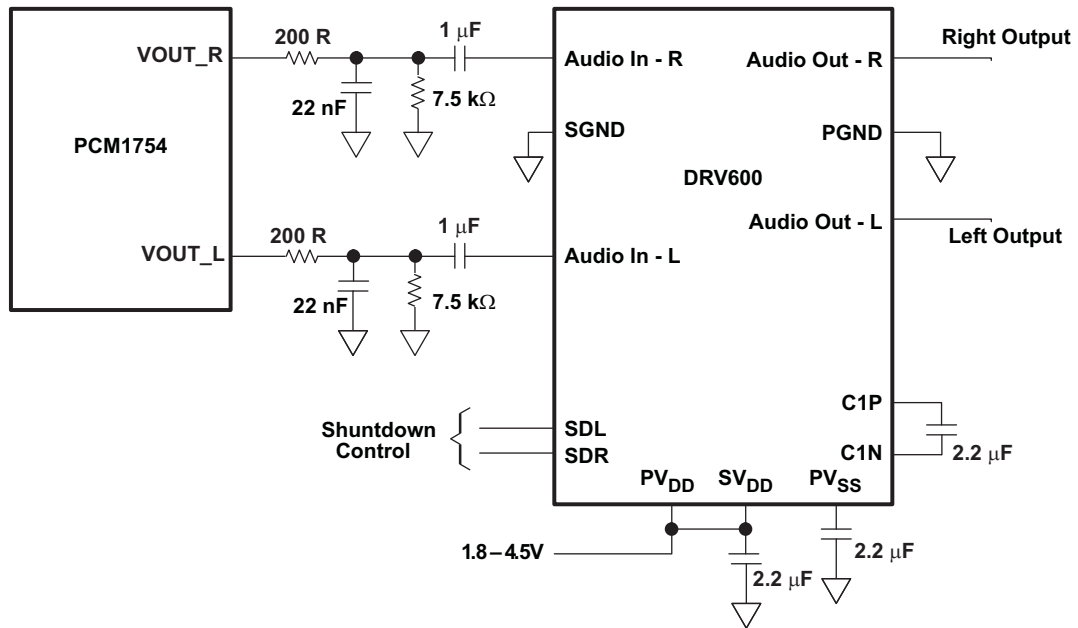 PCM1754
VOUT_R
VOUT_L
200 R
22 nF
7.5 kΩ
1 μF
200 R
22 nF
7.5 kΩ
1 μF
Shuntdown
Control
Audio In - R
SGND
Audio In - L
SDL
SDR
DRV600
Audio Out - R
PGND
Audio Out - L
C1P
C1N
PVDD
SVDD
PVSS
Right Output
Left Output
2.2 μF
1.8–4.5V
2.2 μF
2.2 μF